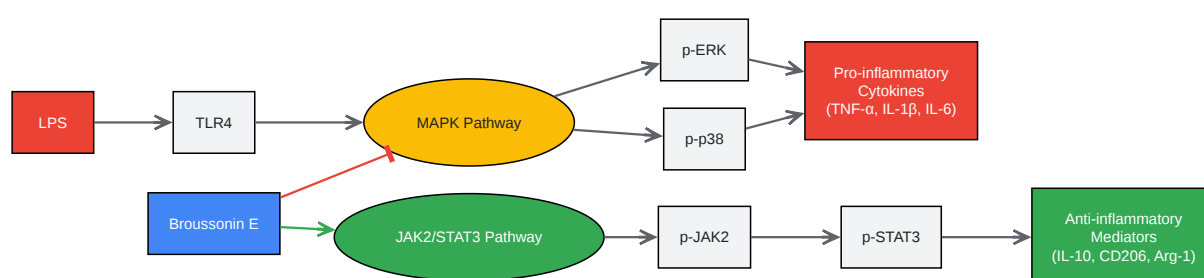 LPS
TLR4
MAPK Pathway
p-ERK
p-p38
Pro-inflammatory
Cytokines
(TNF-α, IL-1β, IL-6)
Broussonin E
JAK2/STAT3 Pathway
p-JAK2
p-STAT3
Anti-inflammatory
Mediators
(IL-10, CD206, Arg-1)